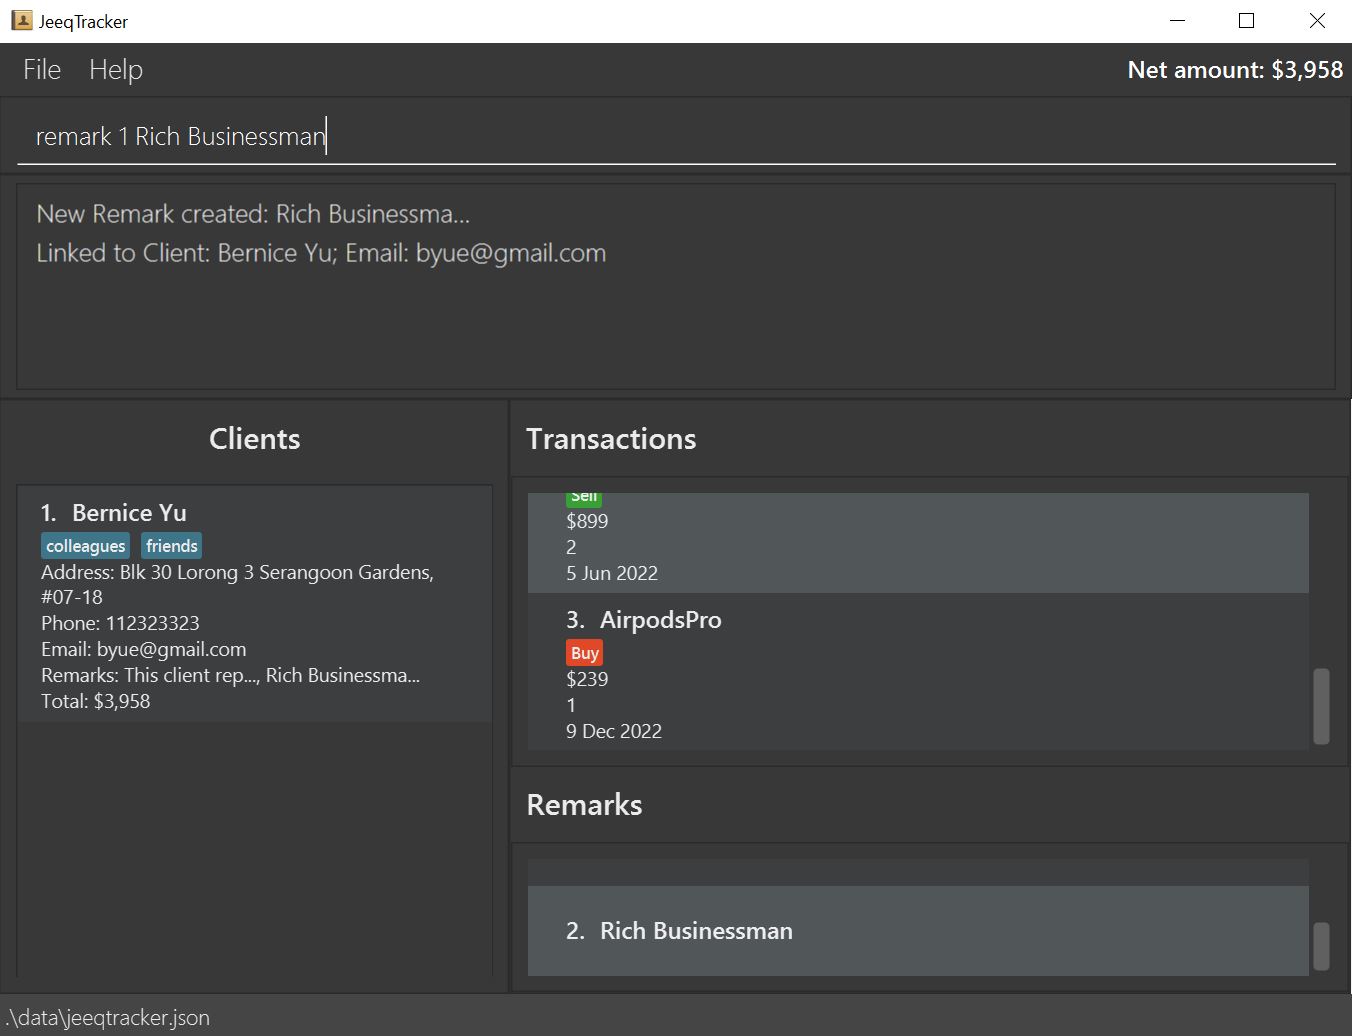 JeeqTracker
File Help Net amount: $3,958
remark 1 Rich Businessman
New Remark created: Rich Businessma...
Linked to Client: Bernice Yu; Email: byue@gmail.com
Clients
1. Bernice Yu
colleagues friends
Address: Blk 30 Lorong 3 Serangoon Gardens,
#07-18
Phone: 112323323
Email: byue@gmail.com
Remarks: This client rep..., Rich Businessma...
Total: $3,958
Transactions
Sell
$899
2
5 Jun 2022
3. AirpodsPro
Buy
$239
1
9 Dec 2022
Remarks
2. Rich Businessman
.\data\jeeqtracker.json